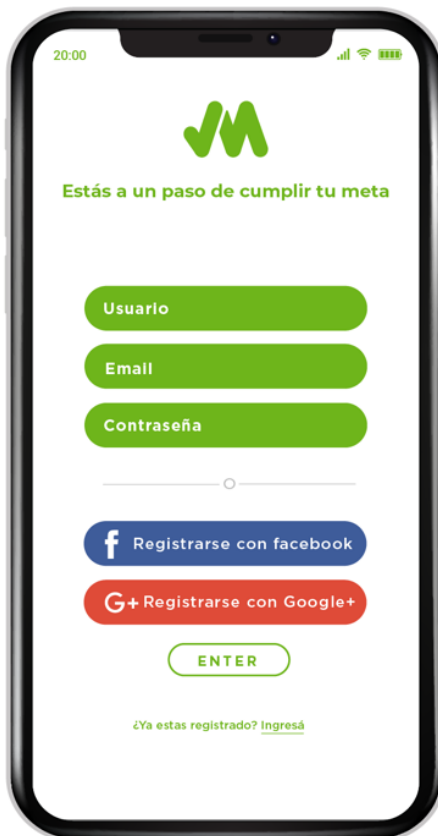 20:00
Estás a un paso de cumplir tu meta
Usuario
Email
Contraseña
O
f Registrarse con facebook
G+ Registrarse con Google+
ENTER
¿Ya estas registrado? Ingresá